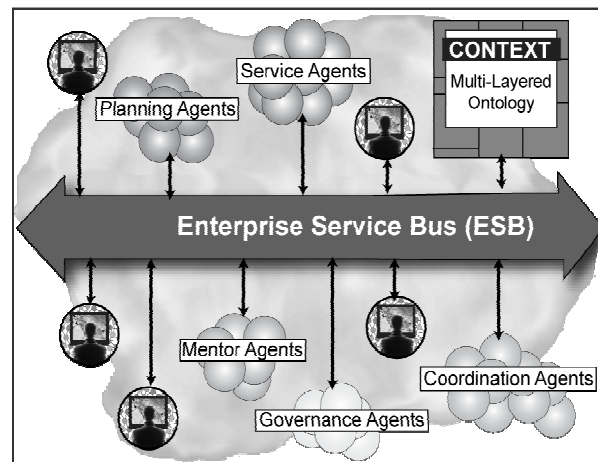 Service Agents
CONTEXT
Multi-Layered
Ontology
Planning Agents
Enterprise Service Bus (ESB)
Mentor Agents
Coordination Agents
Governance Agents